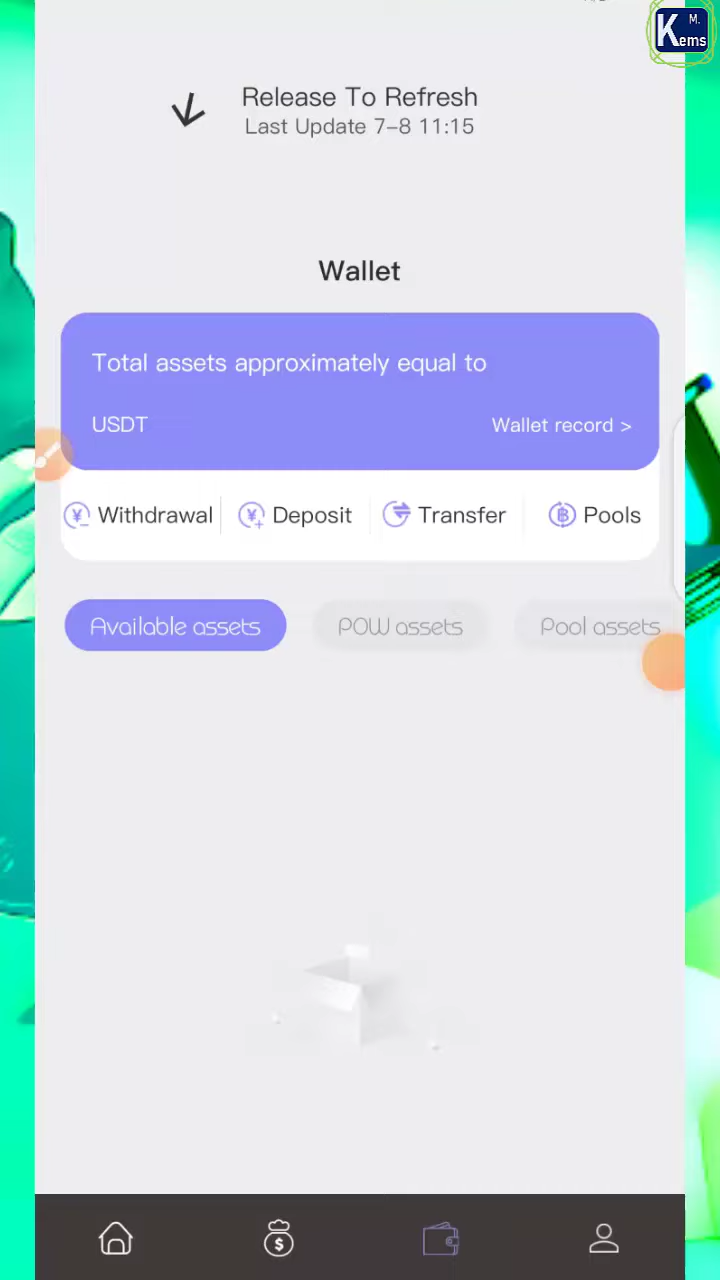 M.
Kems
Release To Refresh
Last Update 7-8 11:15
Wallet
Total assets approximately equal to
USDT
Wallet record >
Withdrawal
Deposit
Transfer
Pools
Available assets
POW assets
Pool assets